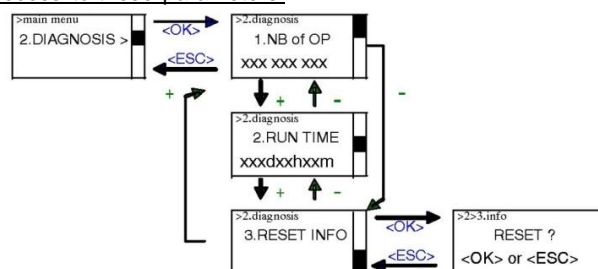 >main menu
2.DIAGNOSIS >
<OK>
<ESC>
>2.diagnosis
1.NB of OP
xxx xxx xxx
+
-
+
-
>2.diagnosis
2.RUN TIME
xxxdxxhxxm
+
-
>2.diagnosis
3.RESET INFO
<OK>
<ESC>
>2>3.info
RESET ?
<OK> or <ESC>